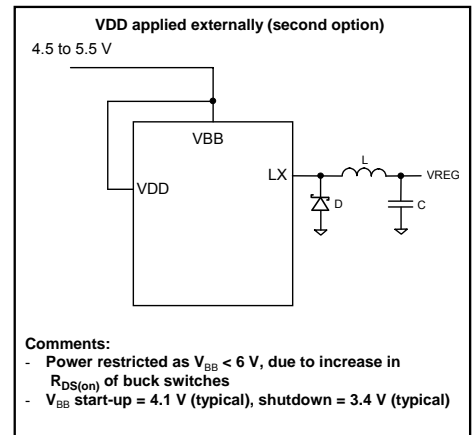 VDD applied externally (second option)
4.5 to 5.5 V
VBB
VDD
LX
L
VREG
D
C
Comments:
- Power restricted as VBB < 6 V, due to increase in
RDS(on) of buck switches
- VBB start-up = 4.1 V (typical), shutdown = 3.4 V (typical)